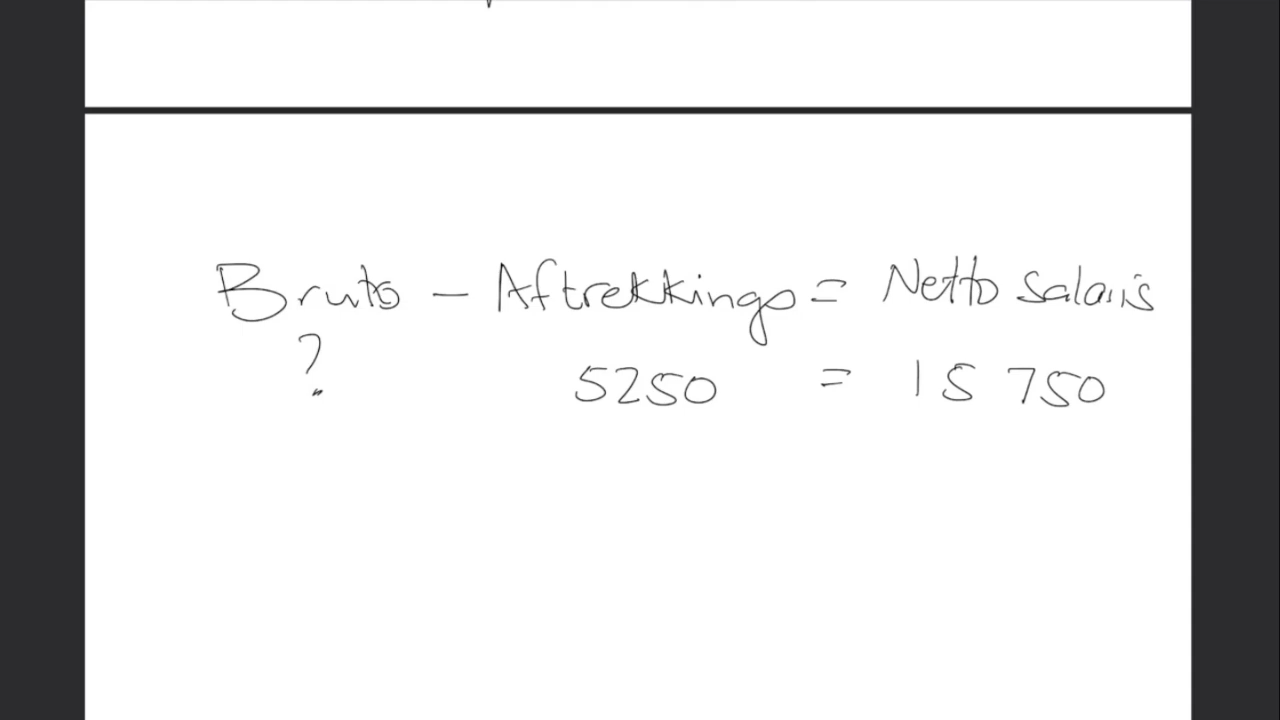 Bruto - Aftrekkings = Netto salaris
? 5250 = 15 750